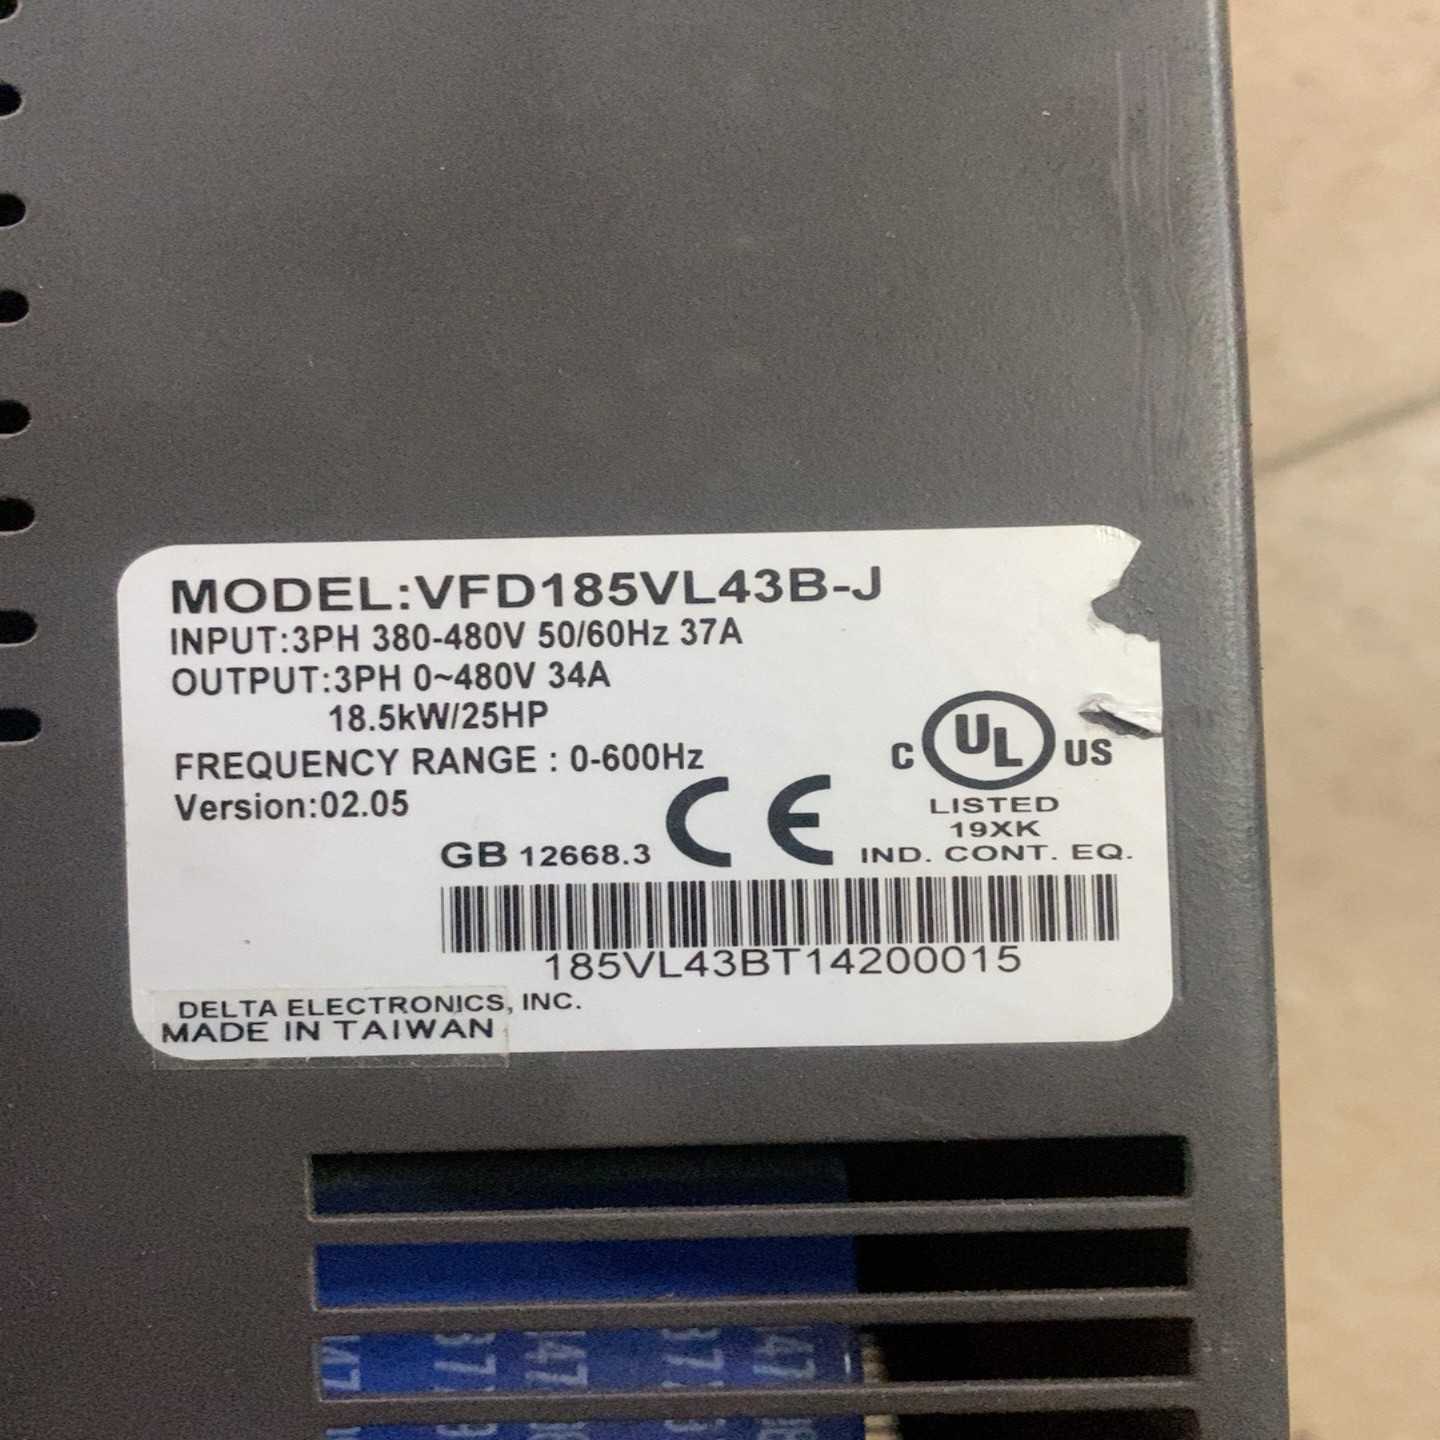 MODEL:VFD185VL43B-J
INPUT:3PH 380-480V 50/60Hz 37A
OUTPUT:3PH 0~480V 34A
18.5kW/25HP
FREQUENCY RANGE : 0-600Hz
Version:02.05
C UL US
LISTED
19XK
IND. CONT. EQ.
GB 12668.3 CE
185VL43BT14200015
DELTA ELECTRONICS, INC.
MADE IN TAIWAN